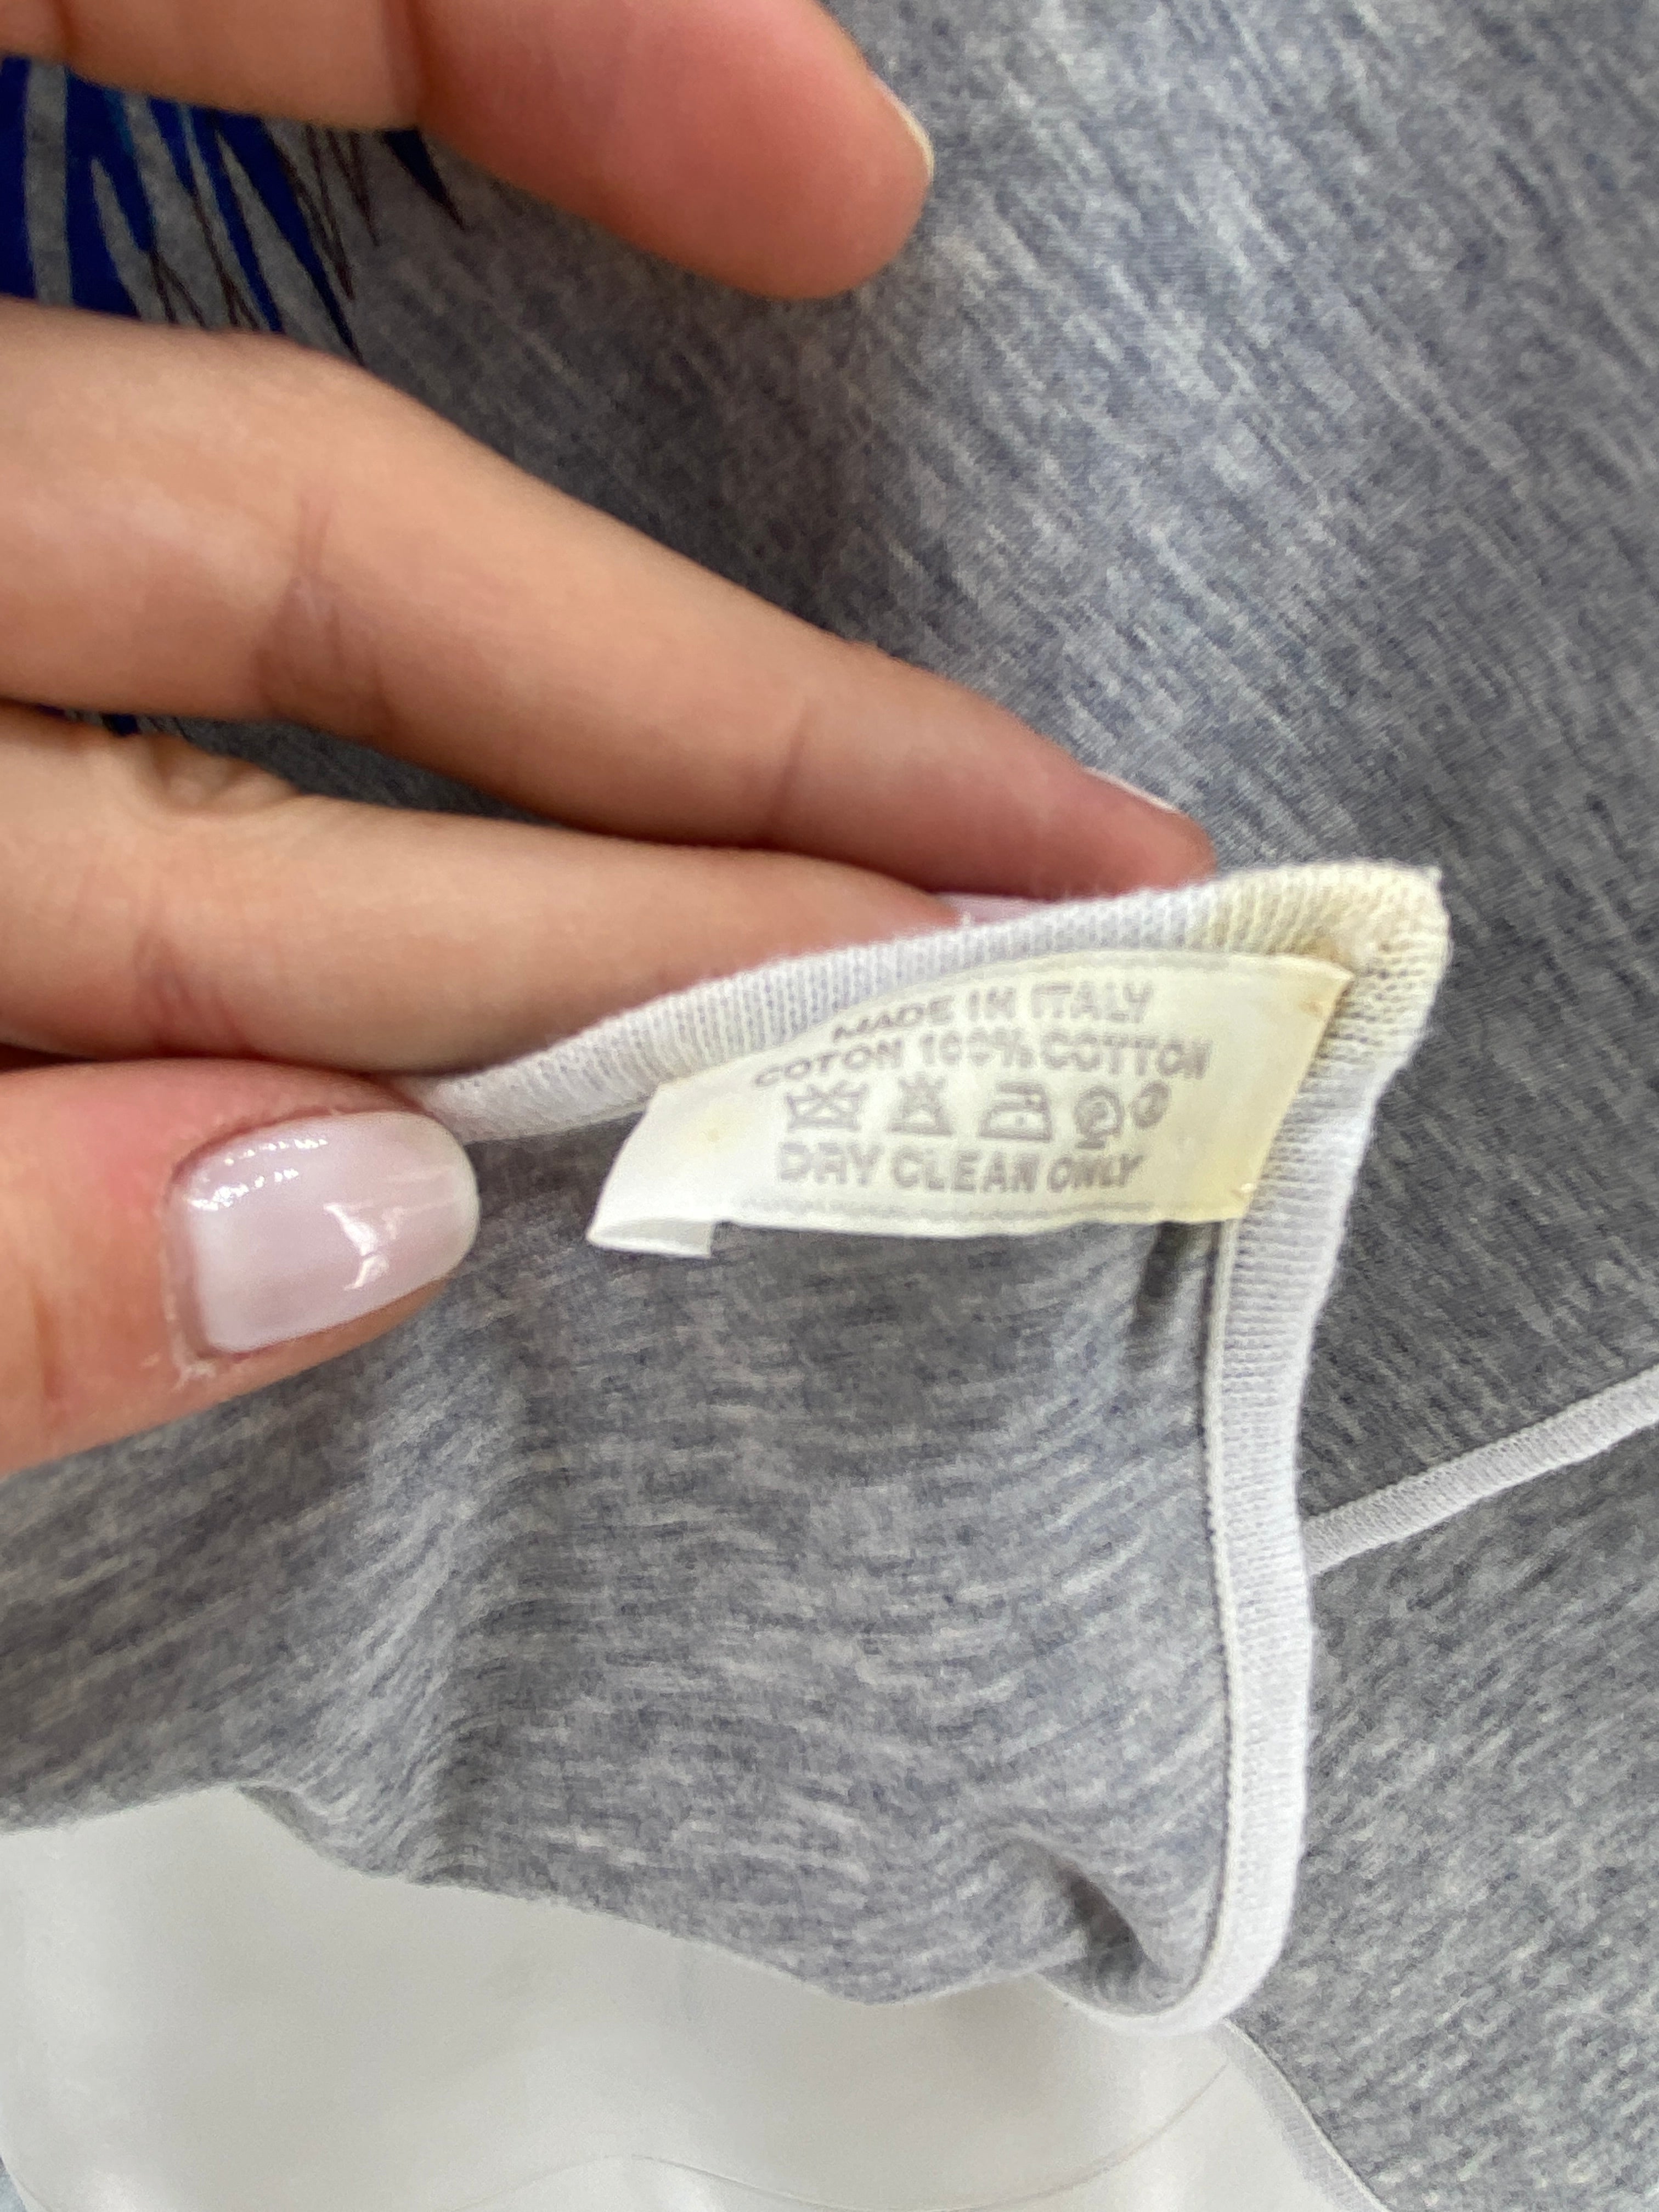 MADE IN ITALY
COTON 100% COTTON
DRY CLEAN ONLY